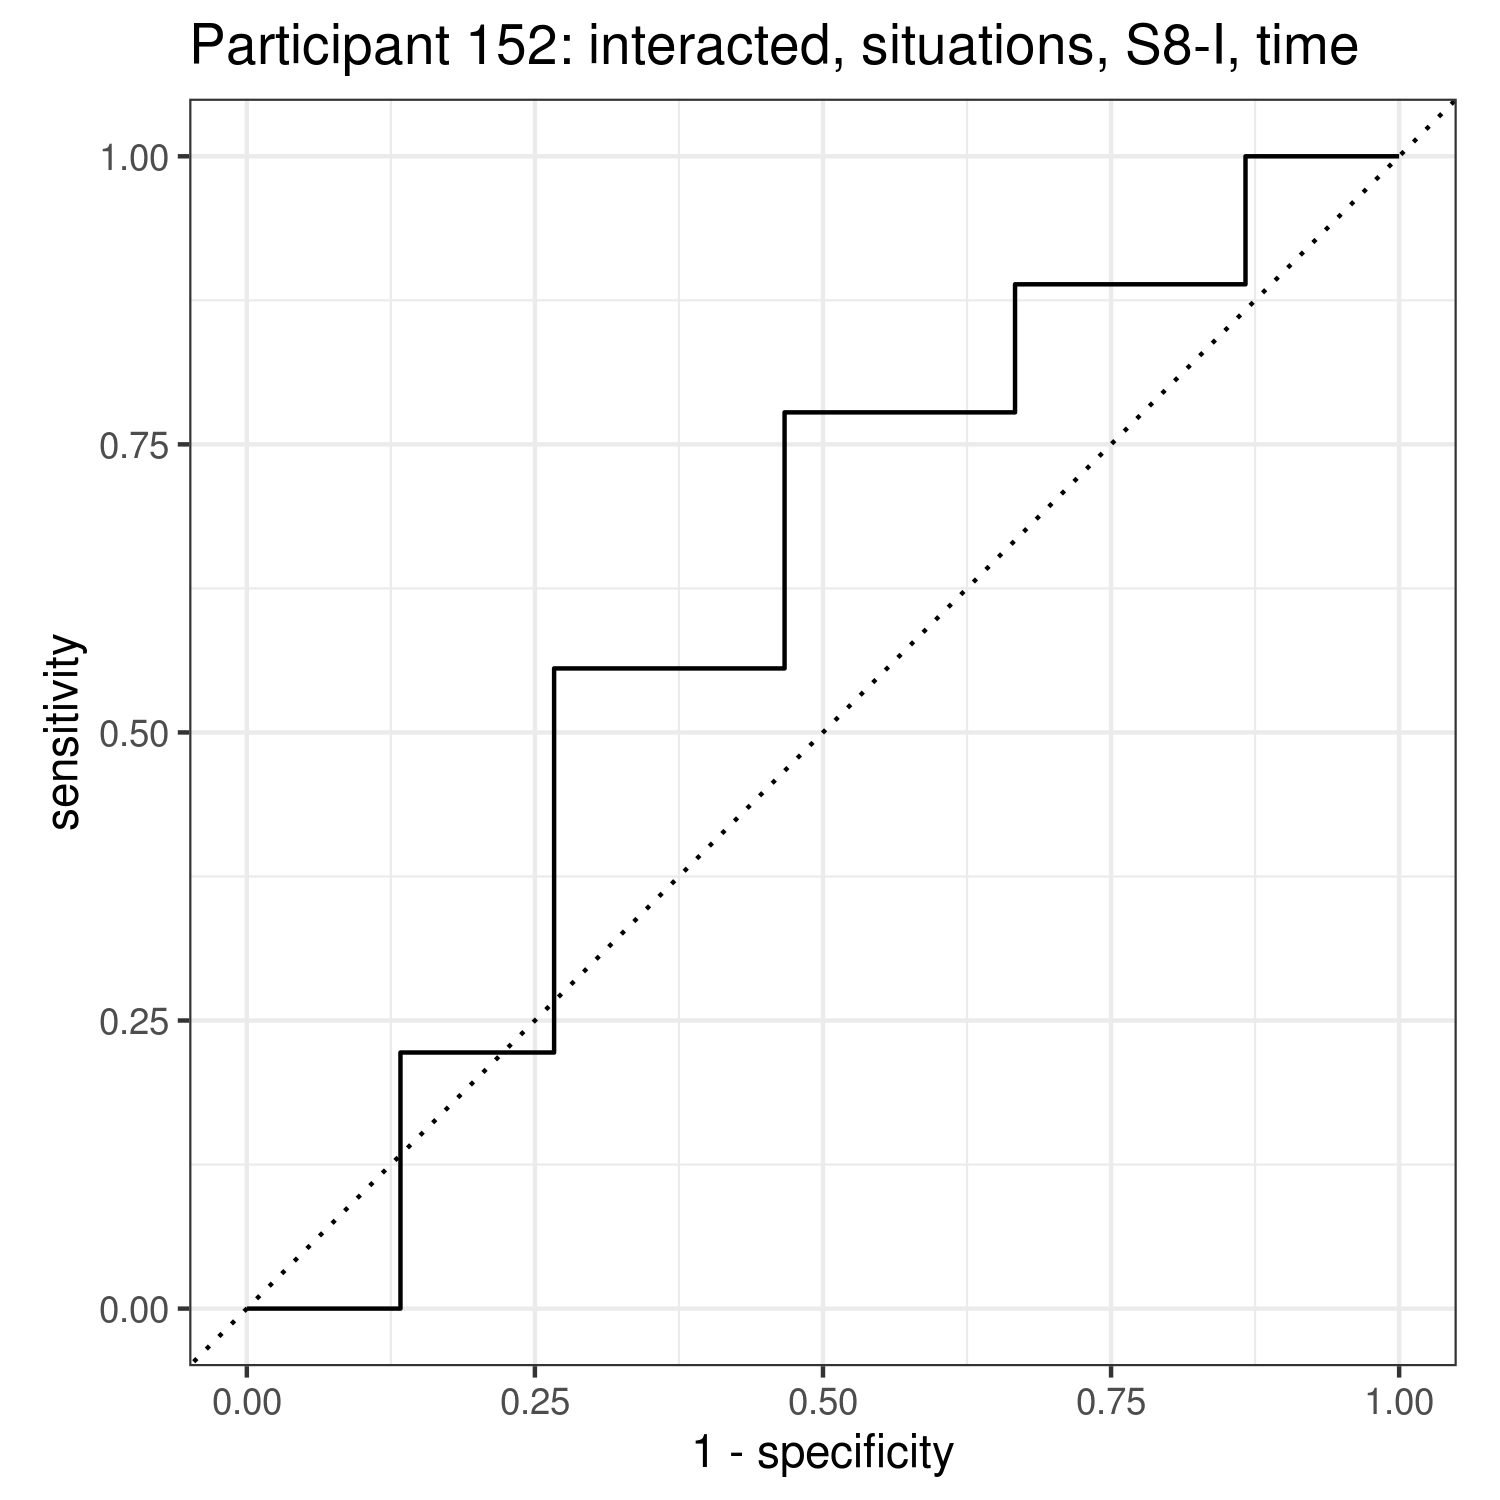 Participant 152: interacted, situations, S8-I, time
1.00
0.75
0.50
0.25
0.00
sensitivity
0.00 0.25 0.50 0.75 1.00
1 - specificity